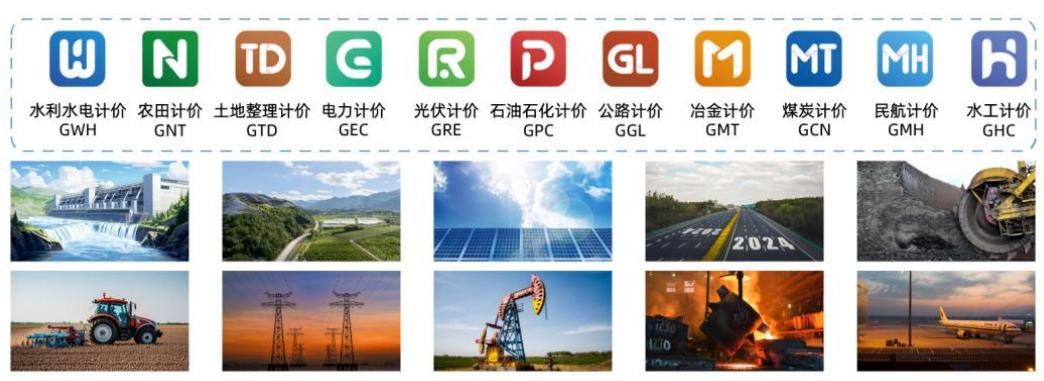 W N TD C R P GL M MT MH H
水利水电计价 农田计价 土地整理计价 电力计价 光伏计价 石油石化计价 公路计价 冶金计价 煤炭计价 民航计价 水工计价
GWH GNT GTD GEC GRE GPC GGL GMT GCN GMH GHC
2024 2024
1230